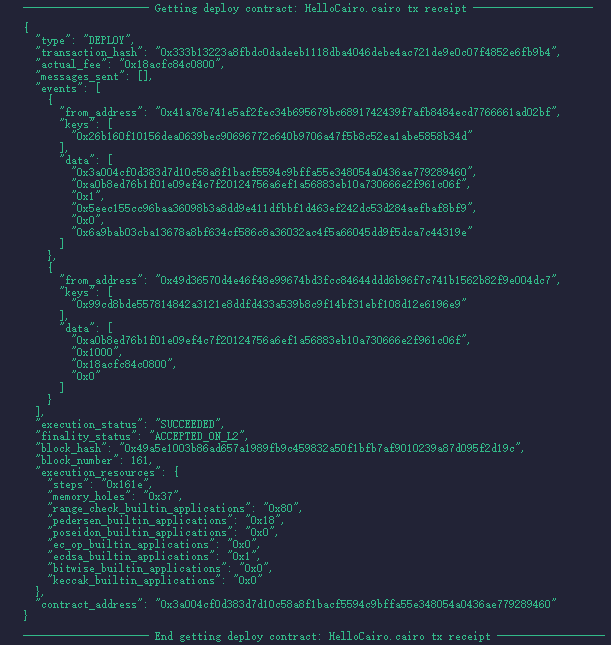 Getting deploy contract: HelloCairo.cairo tx receipt
{
  "type": "DEPLOY",
  "transaction_hash": "0x333b13223a8fbdc0dadeeb1118dba4046debe4ac721de9e0c07f4852e6fb9b4",
  "actual_fee": "0x18acfc84c0800",
  "messages_sent": [],
  "events": [
    {
      "from_address": "0x41a78e741e5af2fec34b695679bc6891742439f7afb8484ecd7766661ad02bf",
      "keys": [
        "0x26b160f10156dea0639bec90696772c640b9706a47f5b8c52ea1abe5858b34d"
      ],
      "data": [
        "0x3a004cf0d383d7d10c58a8f1bacf5594c9bffa55e348054a0436ae779289460",
        "0xa0b8ed76b1f01e09ef4c7f20124756a6ef1a56883eb10a730666e2f961c06f",
        "0x1",
        "0x5eec155cc96baa36098b3a8dd9e411dfbbf1d463ef242dc53d284aefbaf8bf9",
        "0x0",
        "0x6a9bab03cba13678a8bf634cf586c8a36032ac4f5a66045dd9f5dca7c44319e"
      ]
    },
    {
      "from_address": "0x49d36570d4e46f48e99674bd3fcc84644ddd6b96f7c741b1562b82f9e004dc7",
      "keys": [
        "0x99cd8bde557814842a3121e8ddfd433a539b8c9f14bf31ebf108d12e6196e9"
      ],
      "data": [
        "0xa0b8ed76b1f01e09ef4c7f20124756a6ef1a56883eb10a730666e2f961c06f",
        "0x1000",
        "0x18acfc84c0800",
        "0x0"
      ]
    }
  ],
  "execution_status": "SUCCEEDED",
  "finality_status": "ACCEPTED_ON_L2",
  "block_hash": "0x49a5e1003b86ad657a1989fb9c459832a50f1bfb7af9010239a87d095f2d19c",
  "block_number": 161,
  "execution_resources": {
    "steps": "0x161e",
    "memory_holes": "0x37",
    "range_check_builtin_applications": "0x80",
    "pedersen_builtin_applications": "0x18",
    "poseidon_builtin_applications": "0x0",
    "ec_op_builtin_applications": "0x0",
    "ecdsa_builtin_applications": "0x1",
    "bitwise_builtin_applications": "0x0",
    "keccak_builtin_applications": "0x0"
  },
  "contract_address": "0x3a004cf0d383d7d10c58a8f1bacf5594c9bffa55e348054a0436ae779289460"
}
End getting deploy contract: HelloCairo.cairo tx receipt